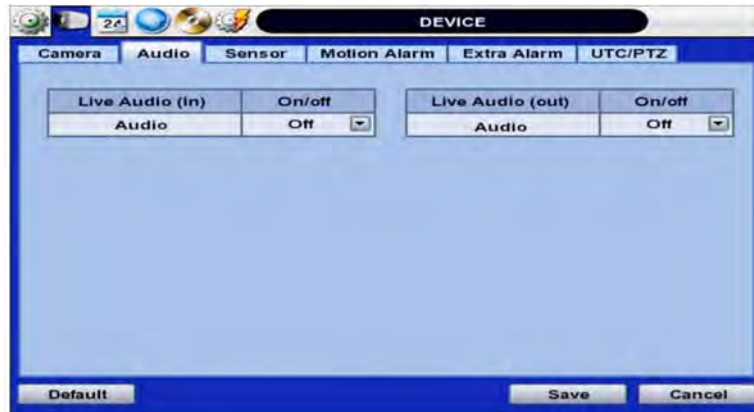 24
DEVICE
Camera Audio Sensor Motion Alarm Extra Alarm UTC/PTZ
Live Audio (in) On/off Live Audio (out) On/off
Audio Off Audio Off
Default Save Cancel